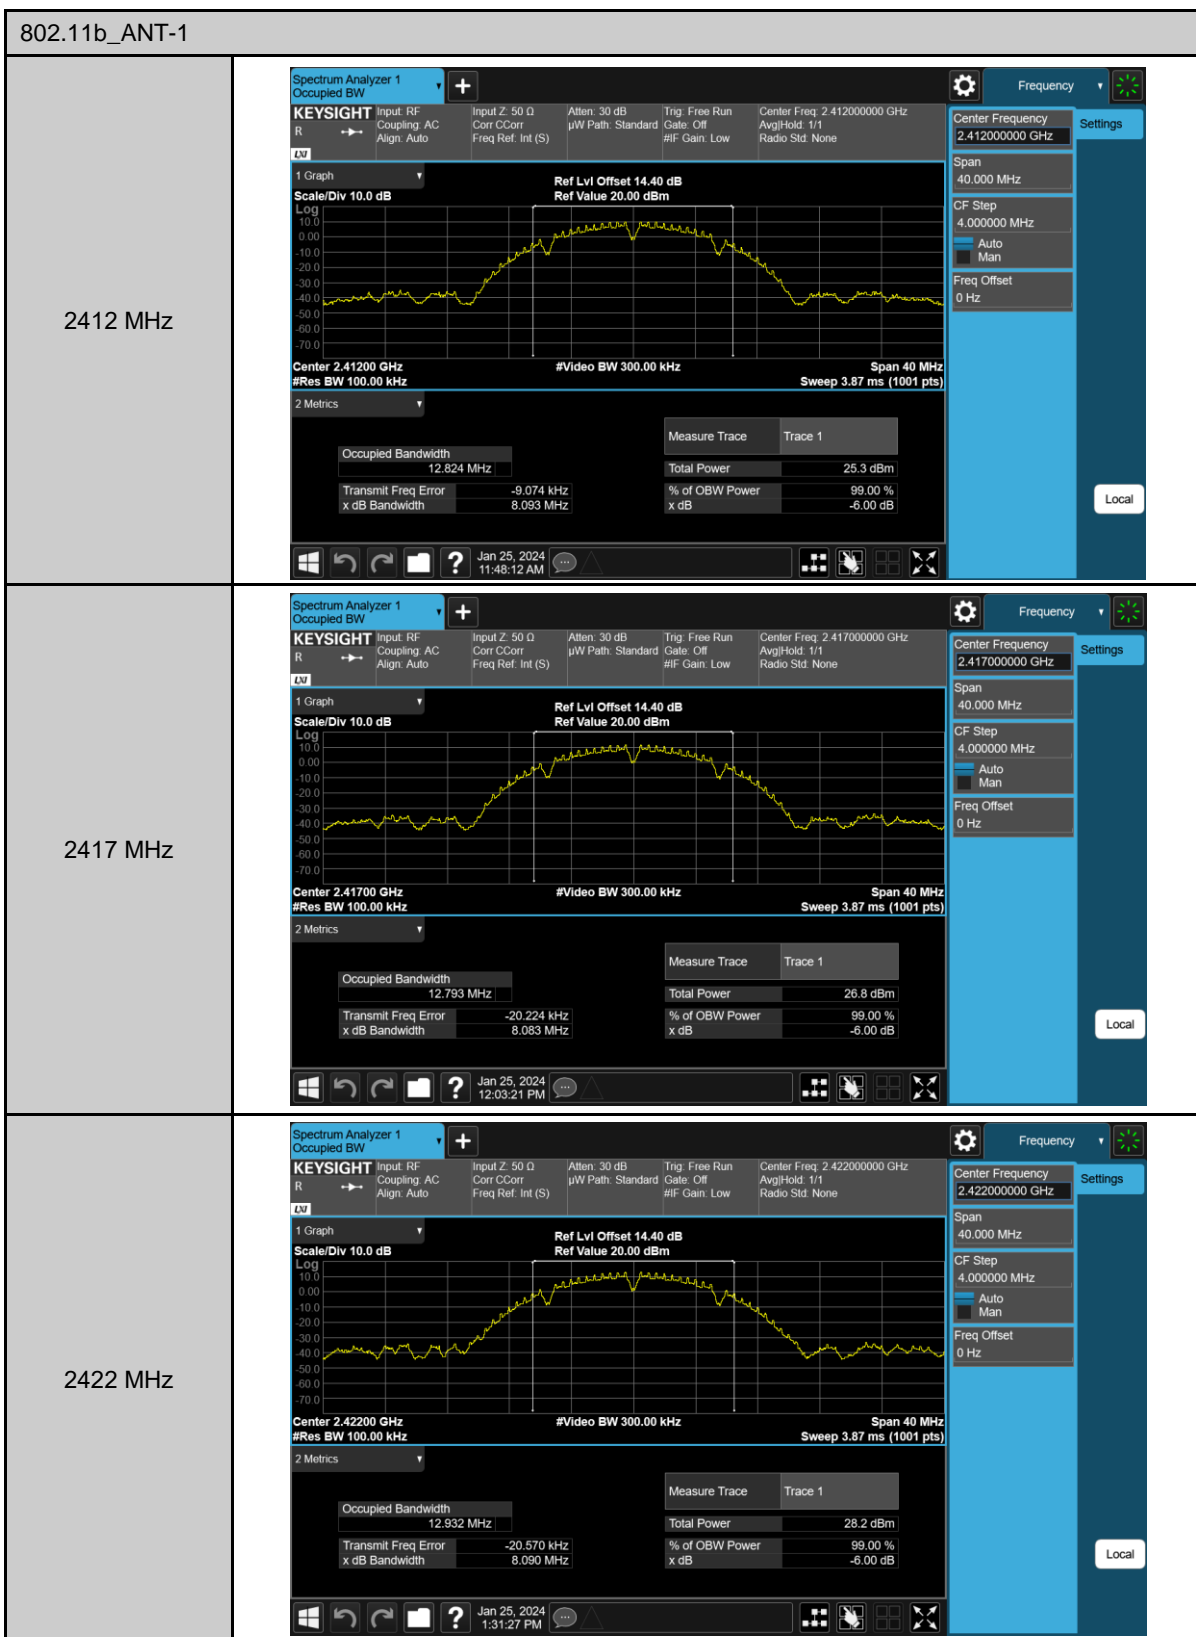 802.11b_ANT-1
2412 MHz
Spectrum Analyzer 1
Occupied BW
Frequency
KEYSIGHT
R
LXI
Input: RF
Coupling: AC
Align: Auto
Input Z: 50 Ω
Corr CCorr
Freq Ref: Int (S)
Atten: 30 dB
µW Path: Standard
Trig: Free Run
Gate: Off
#IF Gain: Low
Center Freq: 2.412000000 GHz
Avg|Hold: 1/1
Radio Std: None
Center Frequency
2.412000000 GHz
Settings
Span
40.000 MHz
CF Step
4.000000 MHz
Auto
Man
Freq Offset
0 Hz
Local
1 Graph
Scale/Div 10.0 dB
Ref Lvl Offset 14.40 dB
Ref Value 20.00 dBm
Log
10.0
0.00
-10.0
-20.0
-30.0
-40.0
-50.0
-60.0
-70.0
Center 2.41200 GHz
#Res BW 100.00 kHz
#Video BW 300.00 kHz
Span 40 MHz
Sweep 3.87 ms (1001 pts)
2 Metrics
Measure Trace Trace 1
Occupied Bandwidth
12.824 MHz
Total Power 25.3 dBm
Transmit Freq Error -9.074 kHz
% of OBW Power 99.00 %
x dB Bandwidth 8.093 MHz
x dB -6.00 dB
?
Jan 25, 2024
11:48:12 AM
2417 MHz
Spectrum Analyzer 1
Occupied BW
Frequency
KEYSIGHT
R
LXI
Input: RF
Coupling: AC
Align: Auto
Input Z: 50 Ω
Corr CCorr
Freq Ref: Int (S)
Atten: 30 dB
µW Path: Standard
Trig: Free Run
Gate: Off
#IF Gain: Low
Center Freq: 2.417000000 GHz
Avg|Hold: 1/1
Radio Std: None
Center Frequency
2.417000000 GHz
Settings
Span
40.000 MHz
CF Step
4.000000 MHz
Auto
Man
Freq Offset
0 Hz
Local
1 Graph
Scale/Div 10.0 dB
Ref Lvl Offset 14.40 dB
Ref Value 20.00 dBm
Log
10.0
0.00
-10.0
-20.0
-30.0
-40.0
-50.0
-60.0
-70.0
Center 2.41700 GHz
#Res BW 100.00 kHz
#Video BW 300.00 kHz
Span 40 MHz
Sweep 3.87 ms (1001 pts)
2 Metrics
Measure Trace Trace 1
Occupied Bandwidth
12.793 MHz
Total Power 26.8 dBm
Transmit Freq Error -20.224 kHz
% of OBW Power 99.00 %
x dB Bandwidth 8.083 MHz
x dB -6.00 dB
?
Jan 25, 2024
12:03:21 PM
2422 MHz
Spectrum Analyzer 1
Occupied BW
Frequency
KEYSIGHT
R
LXI
Input: RF
Coupling: AC
Align: Auto
Input Z: 50 Ω
Corr CCorr
Freq Ref: Int (S)
Atten: 30 dB
µW Path: Standard
Trig: Free Run
Gate: Off
#IF Gain: Low
Center Freq: 2.422000000 GHz
Avg|Hold: 1/1
Radio Std: None
Center Frequency
2.422000000 GHz
Settings
Span
40.000 MHz
CF Step
4.000000 MHz
Auto
Man
Freq Offset
0 Hz
Local
1 Graph
Scale/Div 10.0 dB
Ref Lvl Offset 14.40 dB
Ref Value 20.00 dBm
Log
10.0
0.00
-10.0
-20.0
-30.0
-40.0
-50.0
-60.0
-70.0
Center 2.42200 GHz
#Res BW 100.00 kHz
#Video BW 300.00 kHz
Span 40 MHz
Sweep 3.87 ms (1001 pts)
2 Metrics
Measure Trace Trace 1
Occupied Bandwidth
12.932 MHz
Total Power 28.2 dBm
Transmit Freq Error -20.570 kHz
% of OBW Power 99.00 %
x dB Bandwidth 8.090 MHz
x dB -6.00 dB
?
Jan 25, 2024
1:31:27 PM